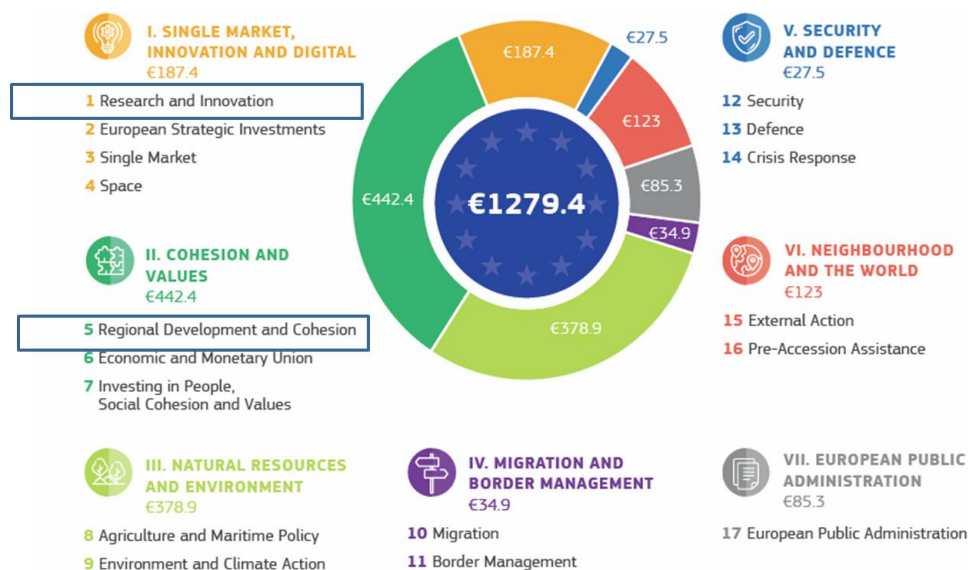 I. SINGLE MARKET,
INNOVATION AND DIGITAL
€187.4
1 Research and Innovation
2 European Strategic Investments
3 Single Market
4 Space
II. COHESION AND
VALUES
€442.4
5 Regional Development and Cohesion
6 Economic and Monetary Union
7 Investing in People,
Social Cohesion and Values
III. NATURAL RESOURCES
AND ENVIRONMENT
€378.9
8 Agriculture and Maritime Policy
9 Environment and Climate Action
€187.4
€27.5
€123
€85.3
€34.9
€378.9
€442.4
€1279.4
IV. MIGRATION AND
BORDER MANAGEMENT
€34.9
10 Migration
11 Border Management
V. SECURITY
AND DEFENCE
€27.5
12 Security
13 Defence
14 Crisis Response
VI. NEIGHBOURHOOD
AND THE WORLD
€123
15 External Action
16 Pre-Accession Assistance
VII. EUROPEAN PUBLIC
ADMINISTRATION
€85.3
17 European Public Administration